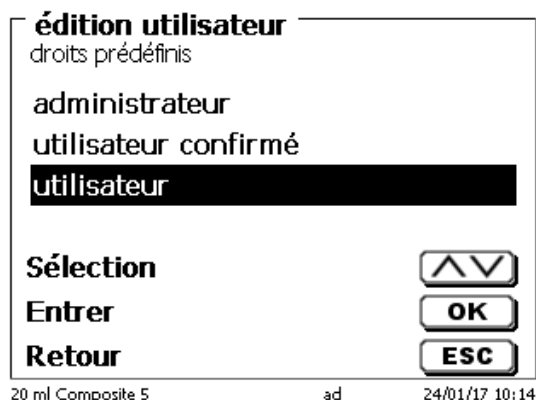 édition utilisateur
droits prédéfinis
administrateur
utilisateur confirmé
utilisateur
Sélection
Entrer OK
Retour ESC
20 ml Composite 5 ad 24/01/17 10:14